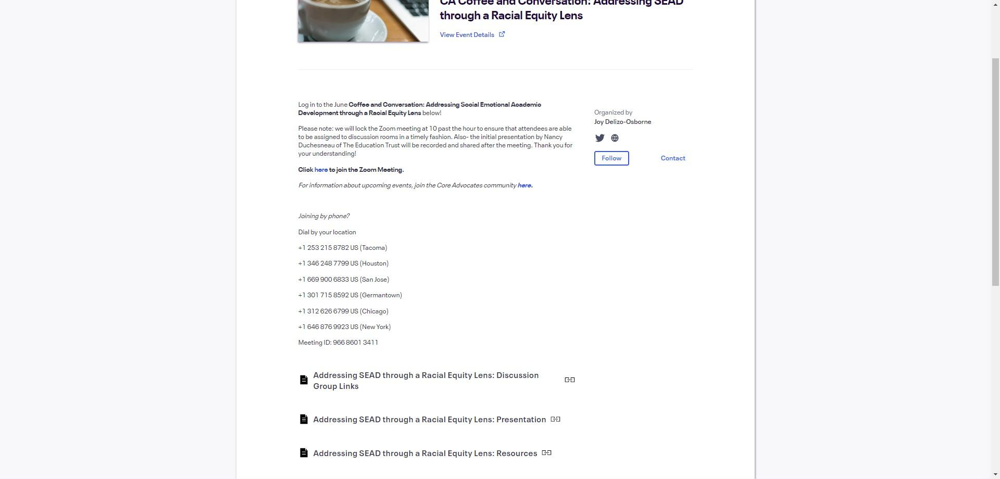 CA Coffee and Conversation: Addressing SEAD
through a Racial Equity Lens
View Event Details
Log in to the June Coffee and Conversation: Addressing Social Emotional Academic
Development through a Racial Equity Lens below!
Please note: we will lock the Zoom meeting at 10 past the hour to ensure that attendees are able
to be assigned to discussion rooms in a timely fashion. Also- the initial presentation by Nancy
Duchesneau of The Education Trust will be recorded and shared after the meeting. Thank you for
your understanding!
Click here to join the Zoom Meeting.
For information about upcoming events, join the Core Advocates community here.
Organized by
Joy Delizo-Osborne
Follow
Contact
Joining by phone?
Dial by your location
+1 253 215 8782 US (Tacoma)
+1 346 248 7799 US (Houston)
+1 669 900 6833 US (San Jose)
+1 301 715 8592 US (Germantown)
+1 312 626 6799 US (Chicago)
+1 646 876 9923 US (New York)
Meeting ID: 966 8601 3411
Addressing SEAD through a Racial Equity Lens: Discussion
Group Links
Addressing SEAD through a Racial Equity Lens: Presentation
Addressing SEAD through a Racial Equity Lens: Resources